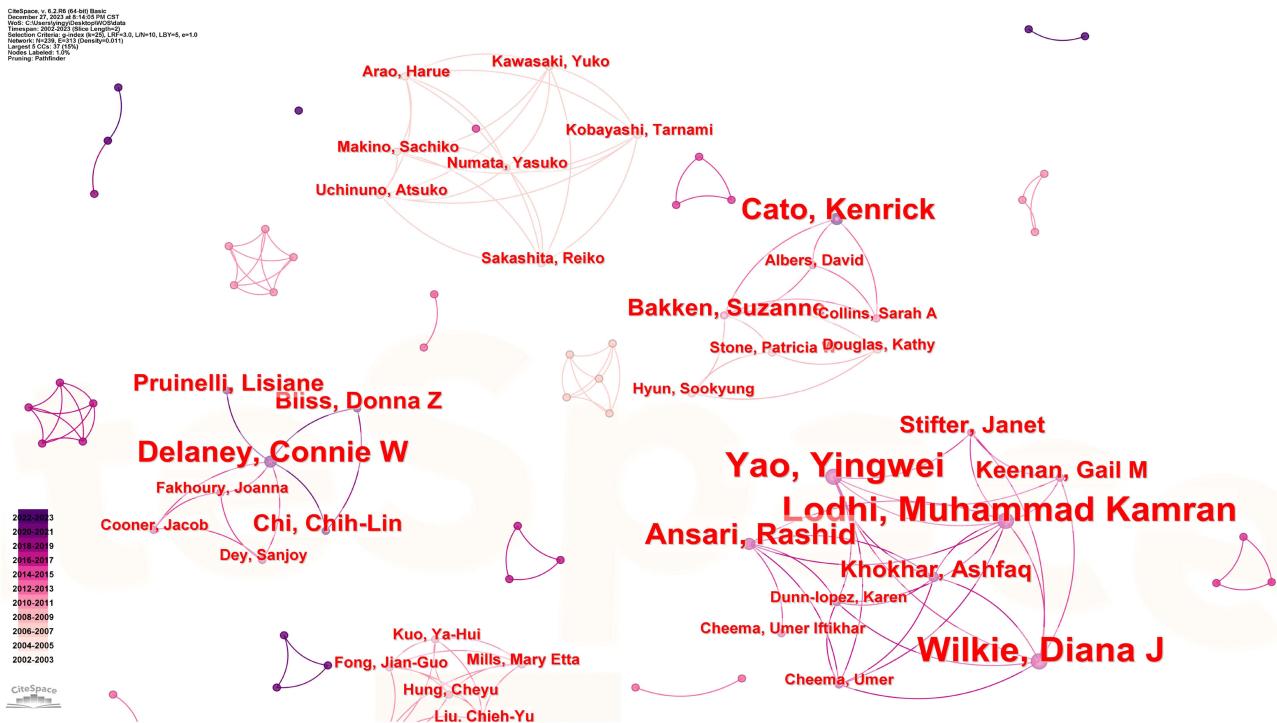 CiteSpace, v. 6.2.R6 (64-bit) Basic
December 27, 2023 at 8:14:05 PM CST
WoS: C:\Users\yingy\Desktop\WOS\data
Timespan: 2002-2023 (Slice Length=2)
Selection Criteria: g-index (k=25), LRF=3.0, L/N=10, LBY=5, e=1.0
Network: N=239, E=313 (Density=0.011)
Largest 5 CCs: 37 (15%)
Nodes Labeled: 1.0%
Pruning: Pathfinder
Kawasaki, Yuko
Arao, Harue
Kobayashi, Tarnami
Makino, Sachiko
Numata, Yasuko
Uchinuno, Atsuko
Sakashita, Reiko
Cato, Kenrick
Albers, David
Bakken, Suzanne
Collins, Sarah A
Stone, Patricia W
Douglas, Kathy
Hyun, Sookyung
Pruinelli, Lisiane
Bliss, Donna Z
Delaney, Connie W
Fakhoury, Joanna
Cooner, Jacob
Chi, Chih-Lin
Dey, Sanjoy
Stifter, Janet
Yao, Yingwei
Keenan, Gail M
Lodhi, Muhammad Kamran
Ansari, Rashid
Khokhar, Ashfaq
Dunn-lopez, Karen
Cheema, Umer Iftikhar
Wilkie, Diana J
Cheema, Umer
Kuo, Ya-Hui
Fong, Jian-Guo
Mills, Mary Etta
Hung, Cheyu
Liu, Chieh-Yu
2022-2023
2020-2021
2018-2019
2016-2017
2014-2015
2012-2013
2010-2011
2008-2009
2006-2007
2004-2005
2002-2003
CiteSpace